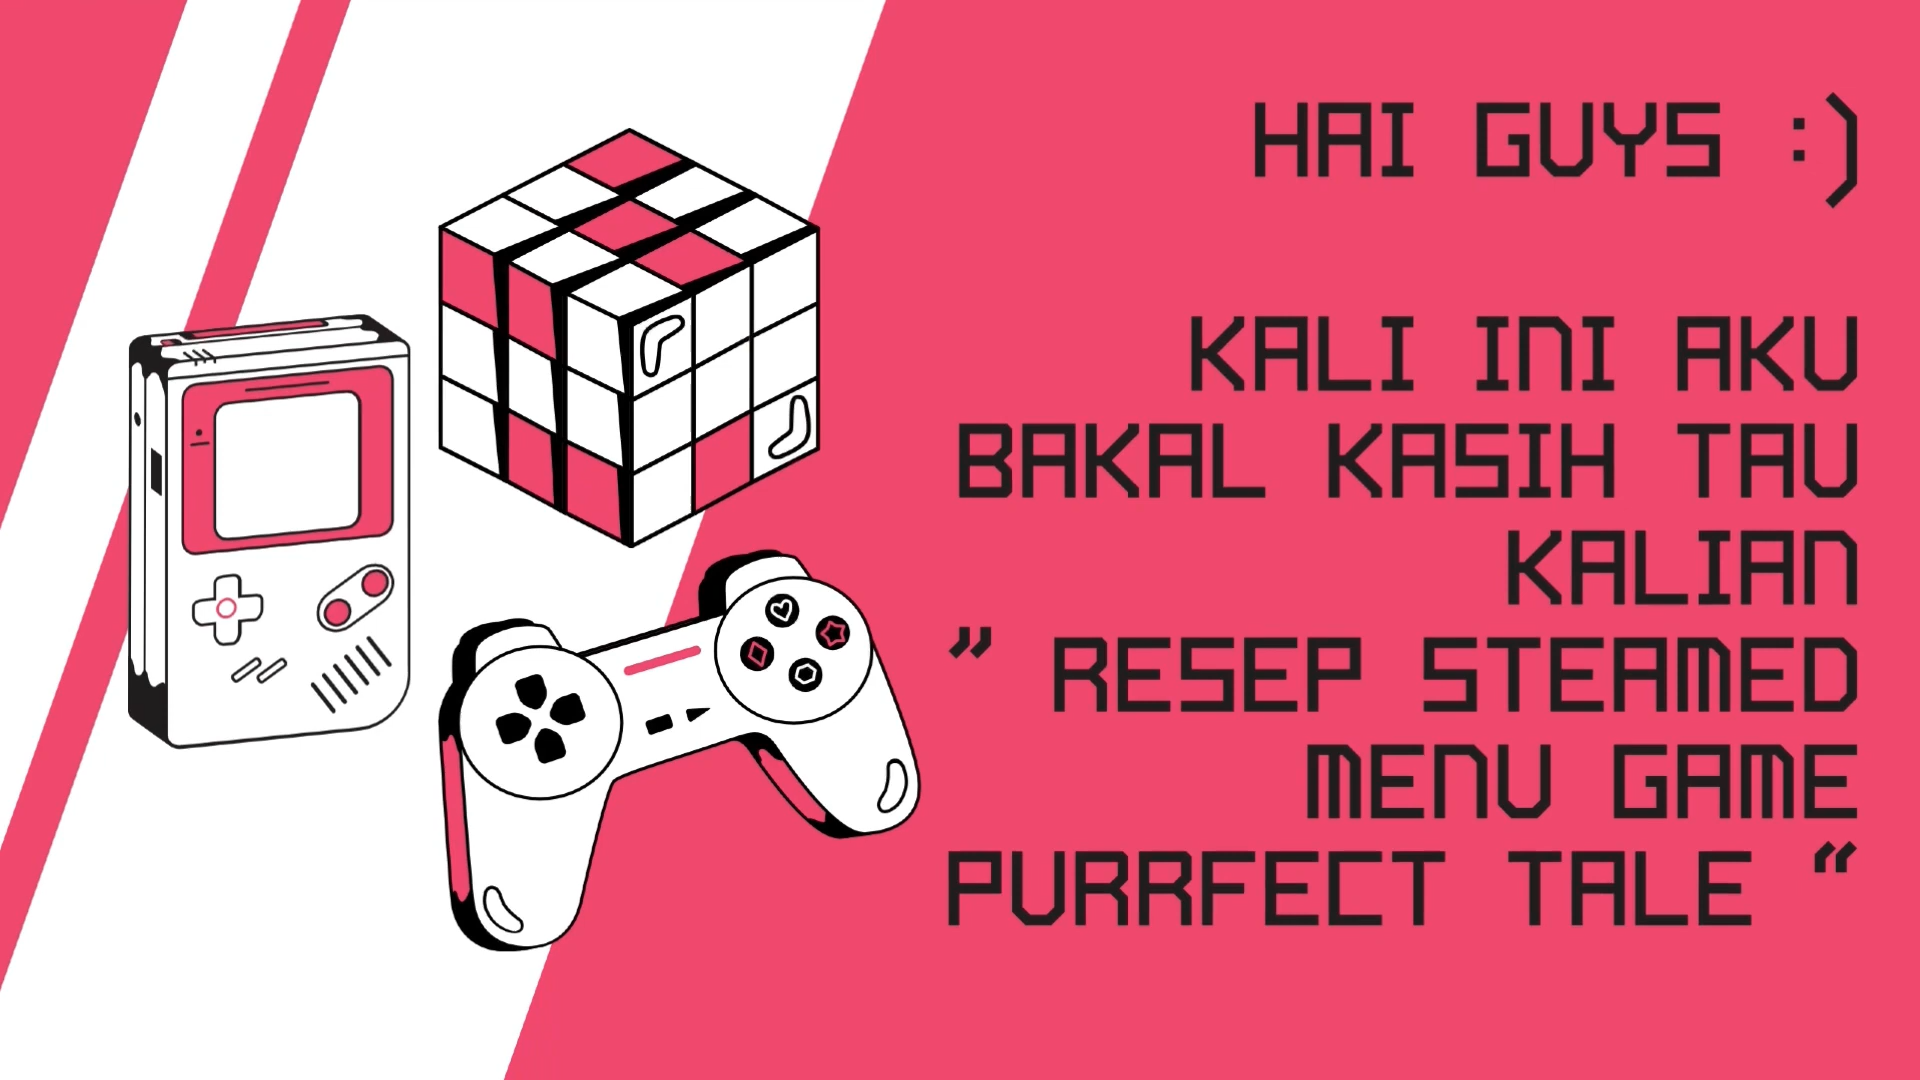 HAI GUYS :)
KALI INI AKU
BAKAL KASIH TAU
KALIAN
” RESEP STEAMED
MENU GAME
PURRFECT TALE “